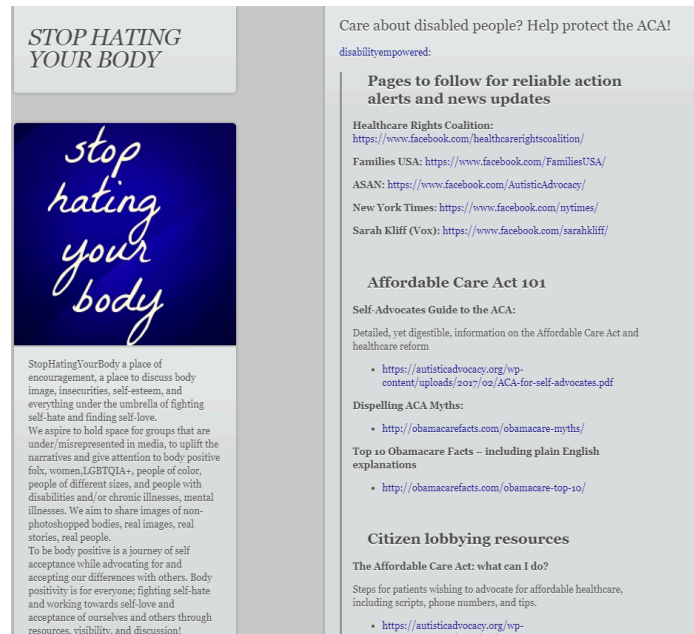 STOP HATING
YOUR BODY
stop
hating
your
body
StopHatingYourBody a place of
encouragement, a place to discuss body
image, insecurities, self-esteem, and
everything under the umbrella of fighting
self-hate and finding self-love.
We aspire to hold space for groups that are
under/misrepresented in media, to uplift the
narratives and give attention to body positive
folx, women,LGBTQIA+, people of color,
people of different sizes, and people with
disabilities and/or chronic illnesses, mental
illnesses. We aim to share images of non-
photoshopped bodies, real images, real
stories, real people.
To be body positive is a journey of self
acceptance while advocating for and
accepting our differences with others. Body
positivity is for everyone; fighting self-hate
and working towards self-love and
acceptance of ourselves and others through
resources, visibility, and discussion!
Care about disabled people? Help protect the ACA!
disabilityempowered:
Pages to follow for reliable action
alerts and news updates
Healthcare Rights Coalition:
https://www.facebook.com/healthcarerightscoalition/
Families USA: https://www.facebook.com/FamiliesUSA/
ASAN: https://www.facebook.com/AutisticAdvocacy/
New York Times: https://www.facebook.com/nytimes/
Sarah Kliff (Vox): https://www.facebook.com/sarahkliff/
Affordable Care Act 101
Self-Advocates Guide to the ACA:
Detailed, yet digestible, information on the Affordable Care Act and
healthcare reform
• https://autisticadvocacy.org/wp-
content/uploads/2017/02/ACA-for-self-advocates.pdf
Dispelling ACA Myths:
• http://obamacarefacts.com/obamacare-myths/
Top 10 Obamacare Facts – including plain English
explanations
• http://obamacarefacts.com/obamacare-top-10/
Citizen lobbying resources
The Affordable Care Act: what can I do?
Steps for patients wishing to advocate for affordable healthcare,
including scripts, phone numbers, and tips.
• https://autisticadvocacy.org/wp-